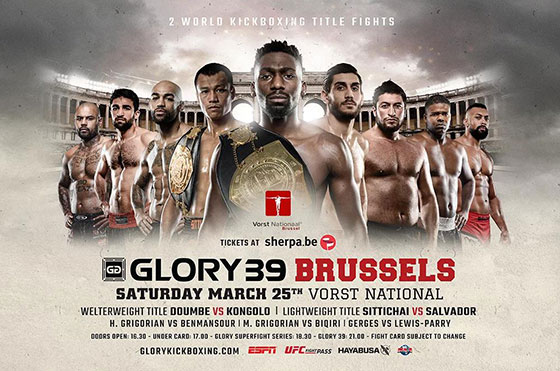 2 WORLD KICKBOXING TITLE FIGHTS
Vorst Nationaal
Brussel
TICKETS AT sherpa.be
GG GLORY 39 BRUSSELS
SATURDAY MARCH 25TH VORST NATIONAL
WELTERWEIGHT TITLE DOUMBE VS KONGOLO | LIGHTWEIGHT TITLE SITTICHAI VS SALVADOR
H. GRIGORIAN VS BENMANSOUR | M. GRIGORIAN VS BIQIRI | GERGES VS LEWIS-PARRY
DOORS OPEN: 16.30 - UNDER CARD: 17.00 - GLORY SUPERFIGHT SERIES: 18.30 - GLORY 39: 21.00 - FIGHT CARD SUBJECT TO CHANGE
GLORYKICKBOXING.COM ESPN UFC FIGHT PASS HAYABUSA